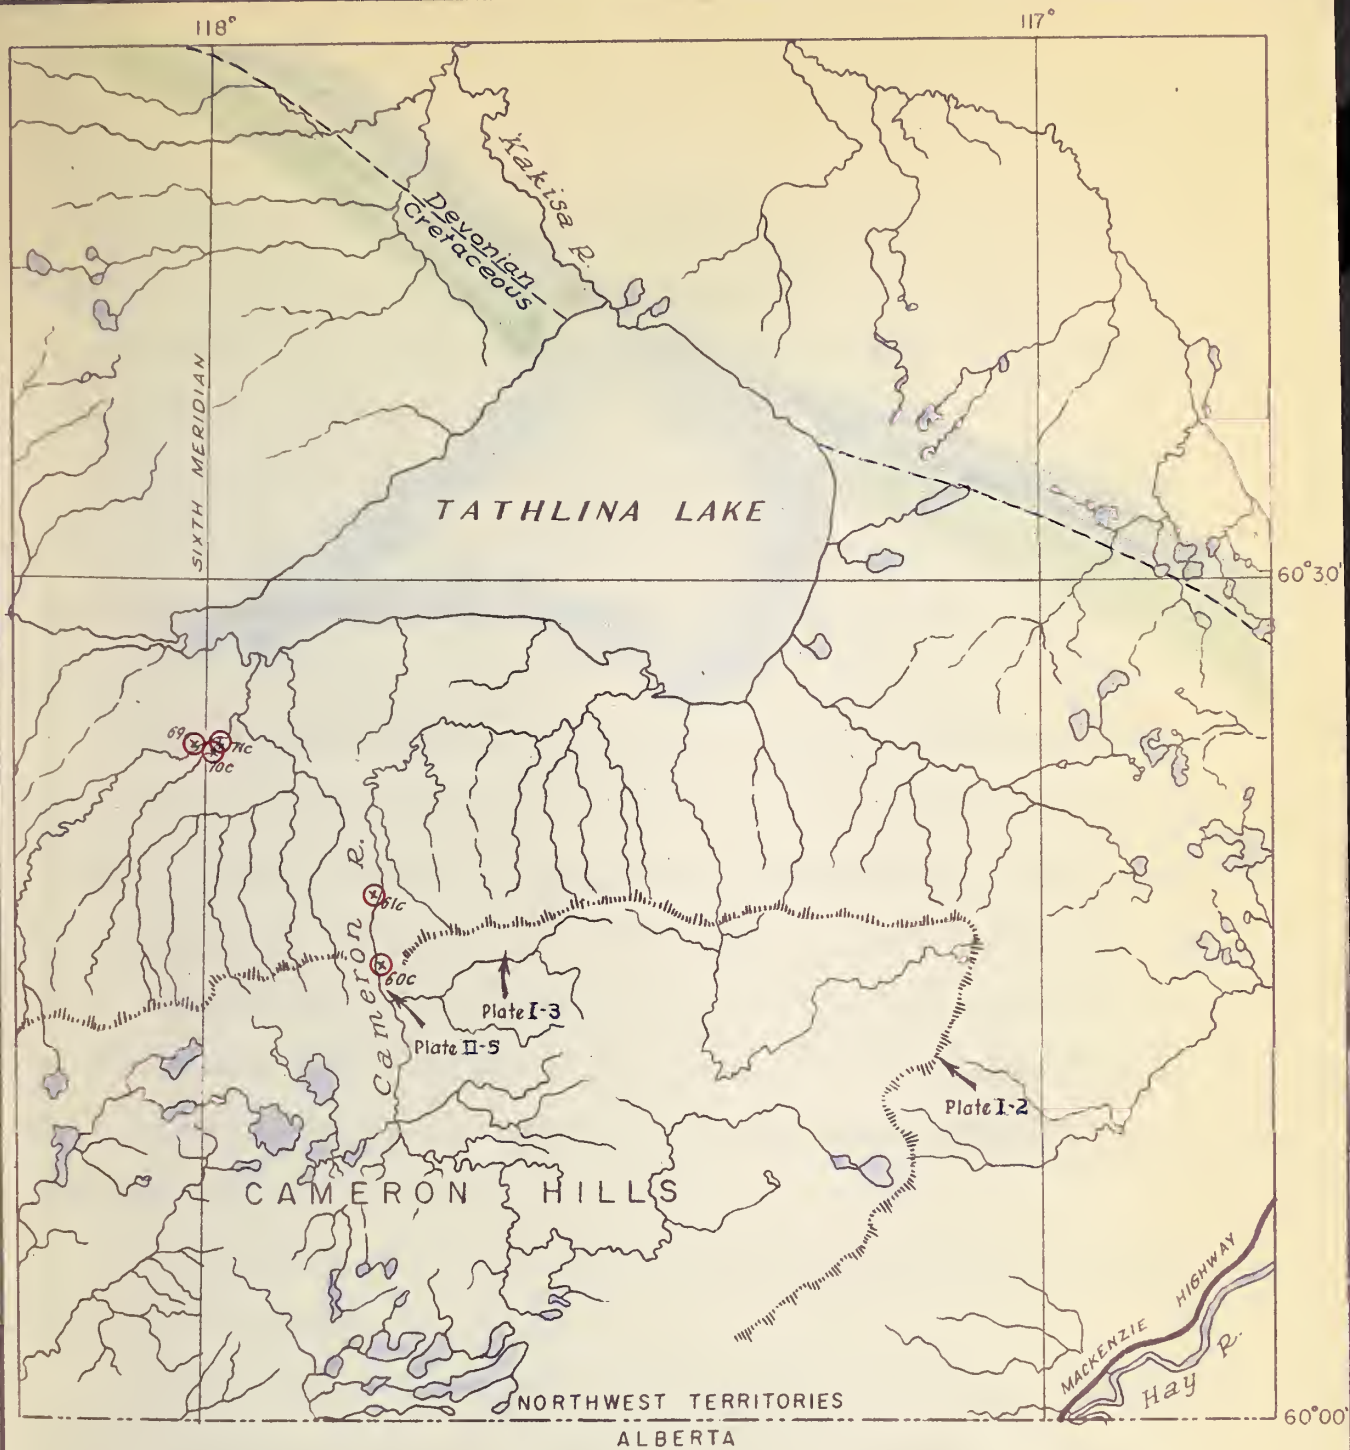 118°
117°
Kakisa R.
Devonian
Cretaceous
SIXTH MERIDIAN
TATHLINA LAKE
60°30'
69
71c
70c
Cameron R.
61c
60c
Plate I-3
Plate II-5
Plate I-2
CAMERON HILLS
MACKENZIE HIGHWAY
Hay R.
NORTHWEST TERRITORIES
60°00'
ALBERTA